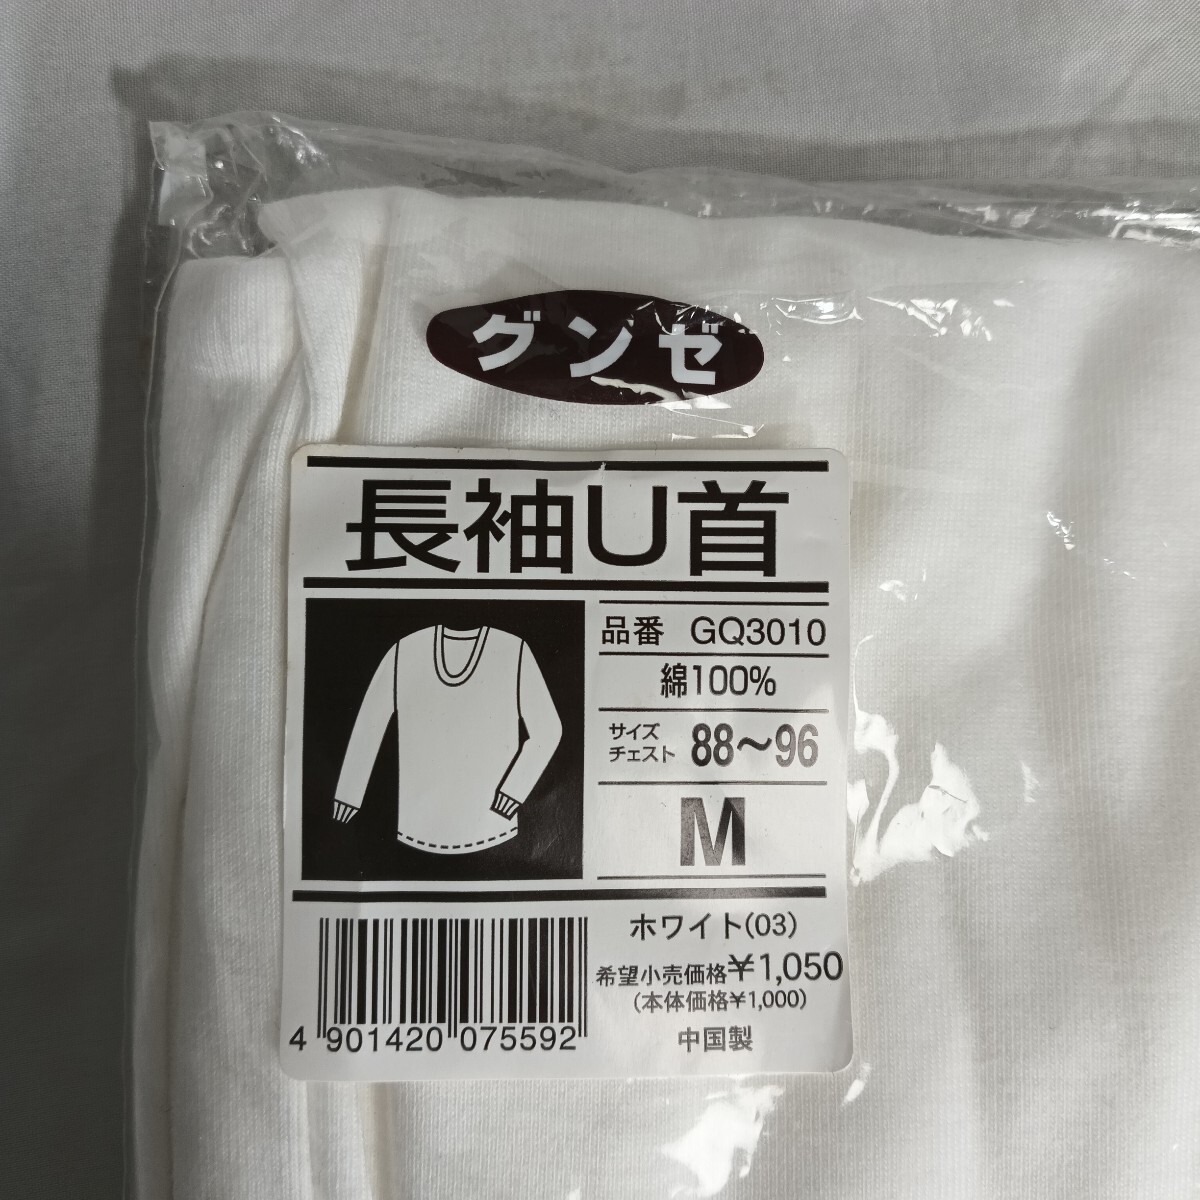 グンゼ
長袖U首
品番 GQ3010
綿100%
サイズ
チェスト 88〜96
M
ホワイト(03)
希望小売価格¥1,050
(本体価格¥1,000)
中国製
4 901420 075592